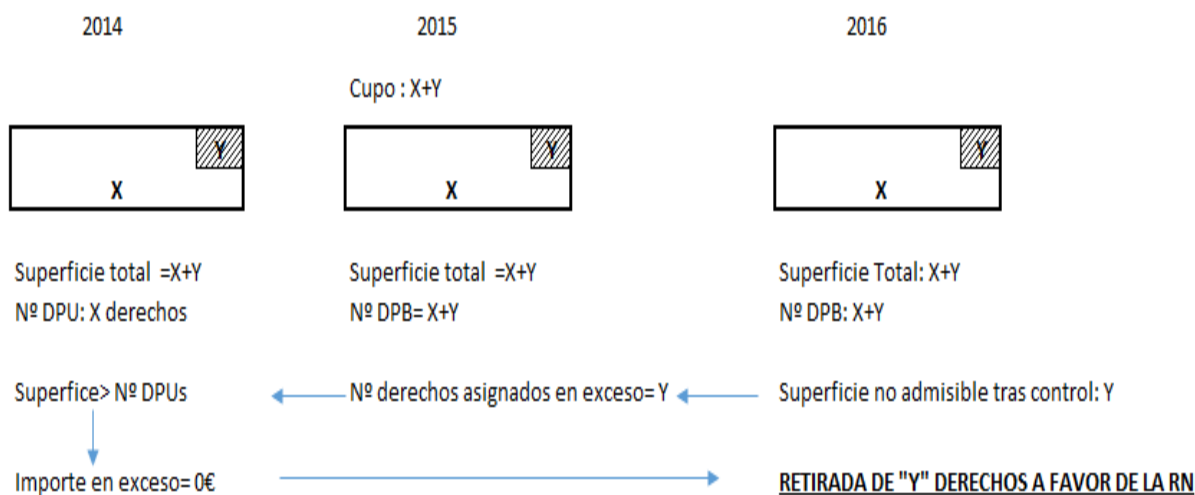 2014
2015
2016
Cupo : X+Y
Y
Y
Y
X
X
X
Superficie total =X+Y
Superficie total =X+Y
Superficie Total: X+Y
Nº DPU: X derechos
Nº DPB= X+Y
Nº DPB: X+Y
Superfice> Nº DPUs
Nº derechos asignados en exceso= Y
Superficie no admisible tras control: Y
Importe en exceso= 0€
RETIRADA DE "Y" DERECHOS A FAVOR DE LA RN